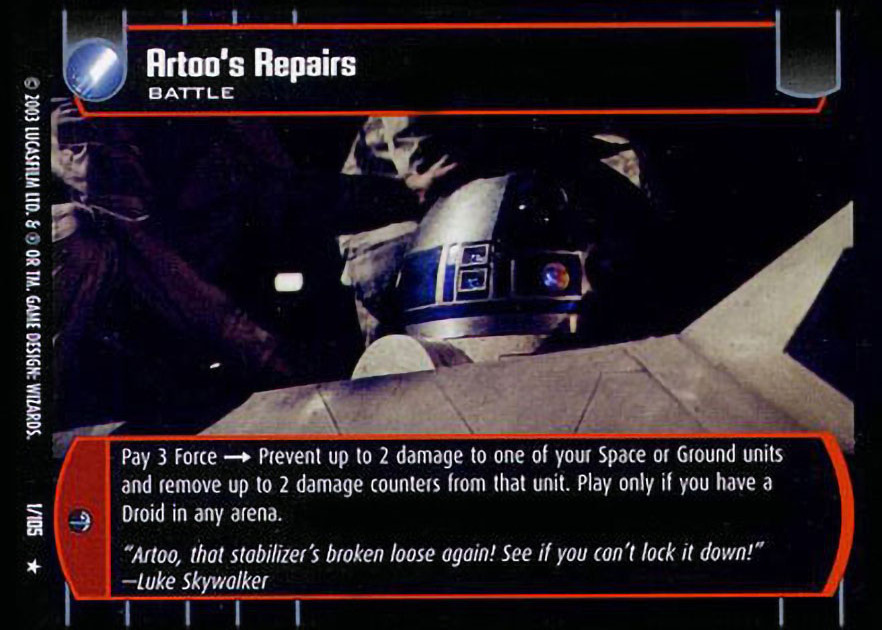 Artoo's Repairs
BATTLE
Pay 3 Force → Prevent up to 2 damage to one of your Space or Ground units
and remove up to 2 damage counters from that unit. Play only if you have a
Droid in any arena.
"Artoo, that stabilizer's broken loose again! See if you can't lock it down!"
—Luke Skywalker
© 2003 LUCASFILM LTD. & ® OR TM. GAME DESIGN: WIZARDS.
1/105 ★